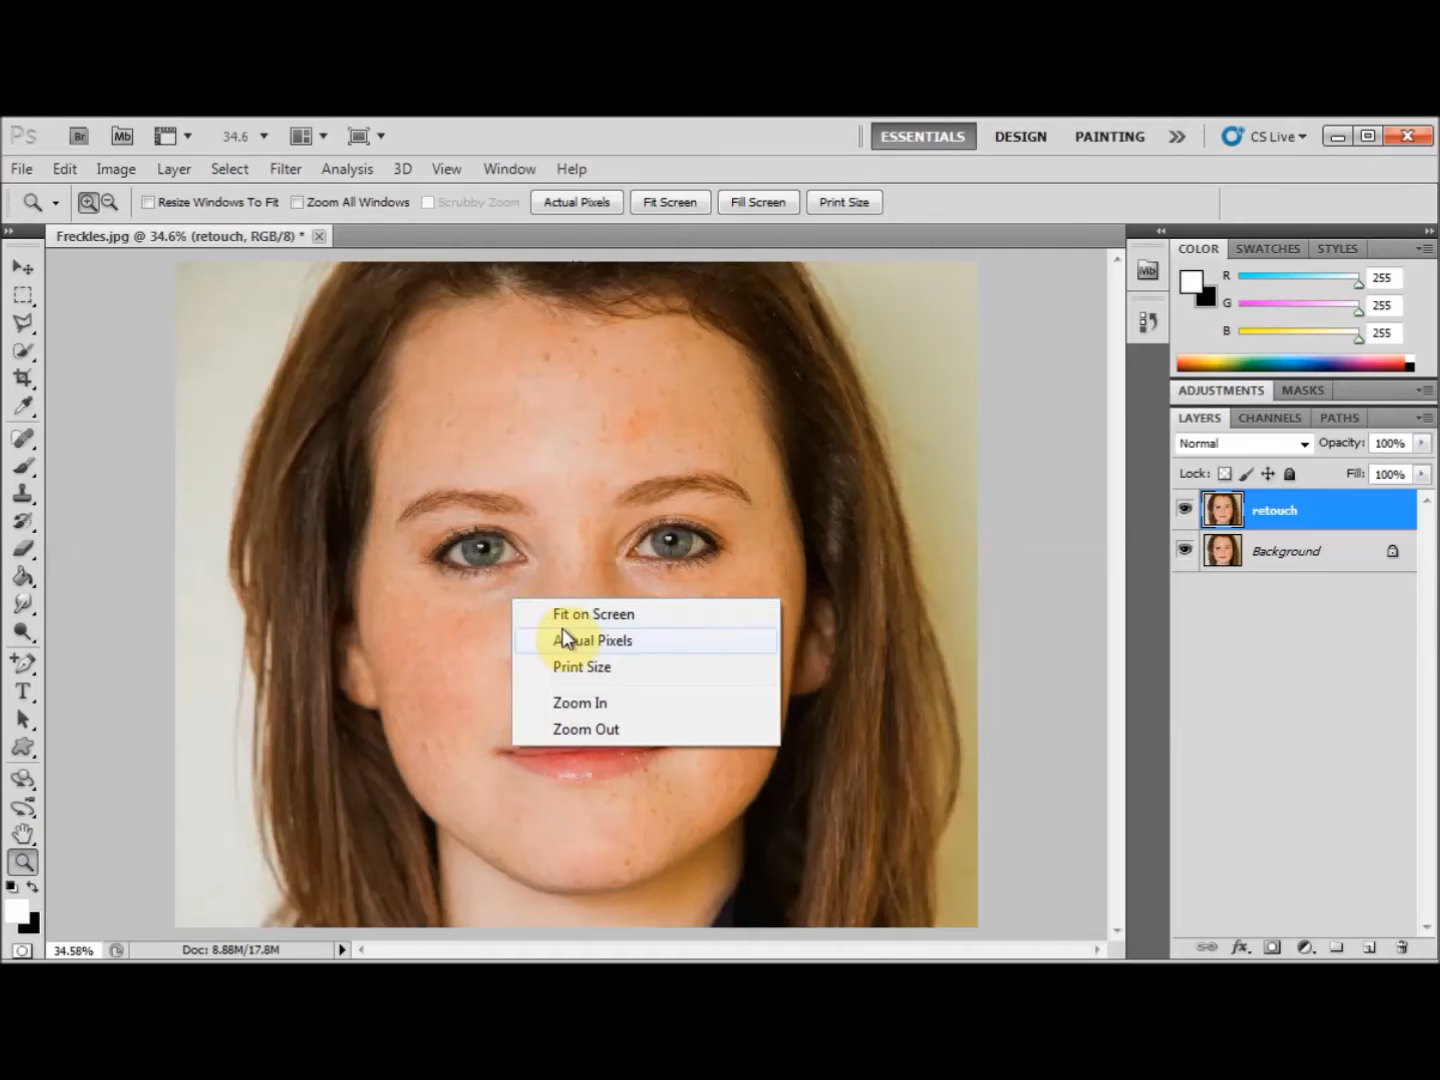 Ps Br Mb 34.6 ESSENTIALS DESIGN PAINTING CS Live
File Edit Image Layer Select Filter Analysis 3D View Window Help
Resize Windows To Fit Zoom All Windows Scrubby Zoom Actual Pixels Fit Screen Fill Screen Print Size
Freckles.jpg @ 34.6% (retouch, RGB/8) *
COLOR SWATCHES STYLES
Mb
R 255
G 255
B 255
ADJUSTMENTS MASKS
LAYERS CHANNELS PATHS
Normal Opacity: 100%
Lock: Fill: 100%
retouch
Background
Fit on Screen
Actual Pixels
Print Size
Zoom In
Zoom Out
T
34.58% Doc: 8.88M/17.8M
fx